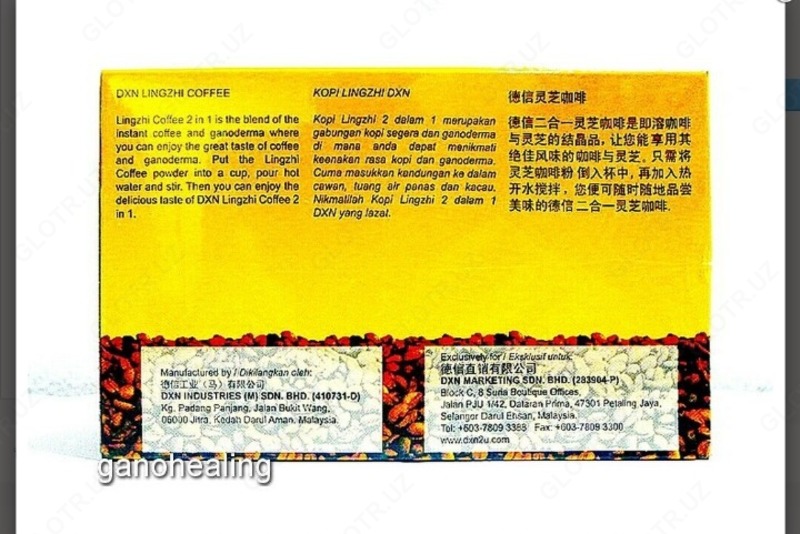 DXN LINGZHI COFFEE
Lingzhi Coffee 2 in 1 is the blend of the
instant coffee and ganoderma where
you can enjoy the great taste of coffee
and ganoderma. Put the Lingzhi
Coffee powder into a cup, pour hot
water and stir. Then you can enjoy the
delicious taste of DXN Lingzhi Coffee 2
in 1.
KOPI LINGZHI DXN
Kopi Lingzhi 2 dalam 1 merupakan
gabungan kopi segera dan ganoderma
di mana anda dapat menikmati
keenakan rasa kopi dan ganoderma.
Cuma masukkan kandungan ke dalam
cawan, tuang air panas dan kacau.
Nikmatilah Kopi Lingzhi 2 dalam 1
DXN yang lazat.
德信灵芝咖啡
德信二合一灵芝咖啡是即溶咖啡
与灵芝的结晶品，让您能享用其
绝佳风味的咖啡与灵芝。只需将
灵芝咖啡粉倒入杯中，再加入热
开水搅拌，您便可随时随地品尝
美味的德信二合一灵芝咖啡.
Manufactured by / Dikilangkan oleh:
德信工业（马）有限公司
DXN INDUSTRIES (M) SDN. BHD. (410731-D)
Kg. Padang Panjang, Jalan Bukit Wang,
06000 Jitra, Kedah Darul Aman, Malaysia.
Exclusively for / Eksklusif untuk:
德信直销有限公司
DXN MARKETING SDN. BHD. (283904-P)
Block C, 8 Suria Boutique Offices,
Jalan PJU 1/42, Dataran Prima, 47301 Petaling Jaya,
Selangor Darul Ehsan, Malaysia.
Tel: +603-7809 3388 Fax: +603-7809 3300
www.dxn2u.com
ganohealing
GLOTR.UZ